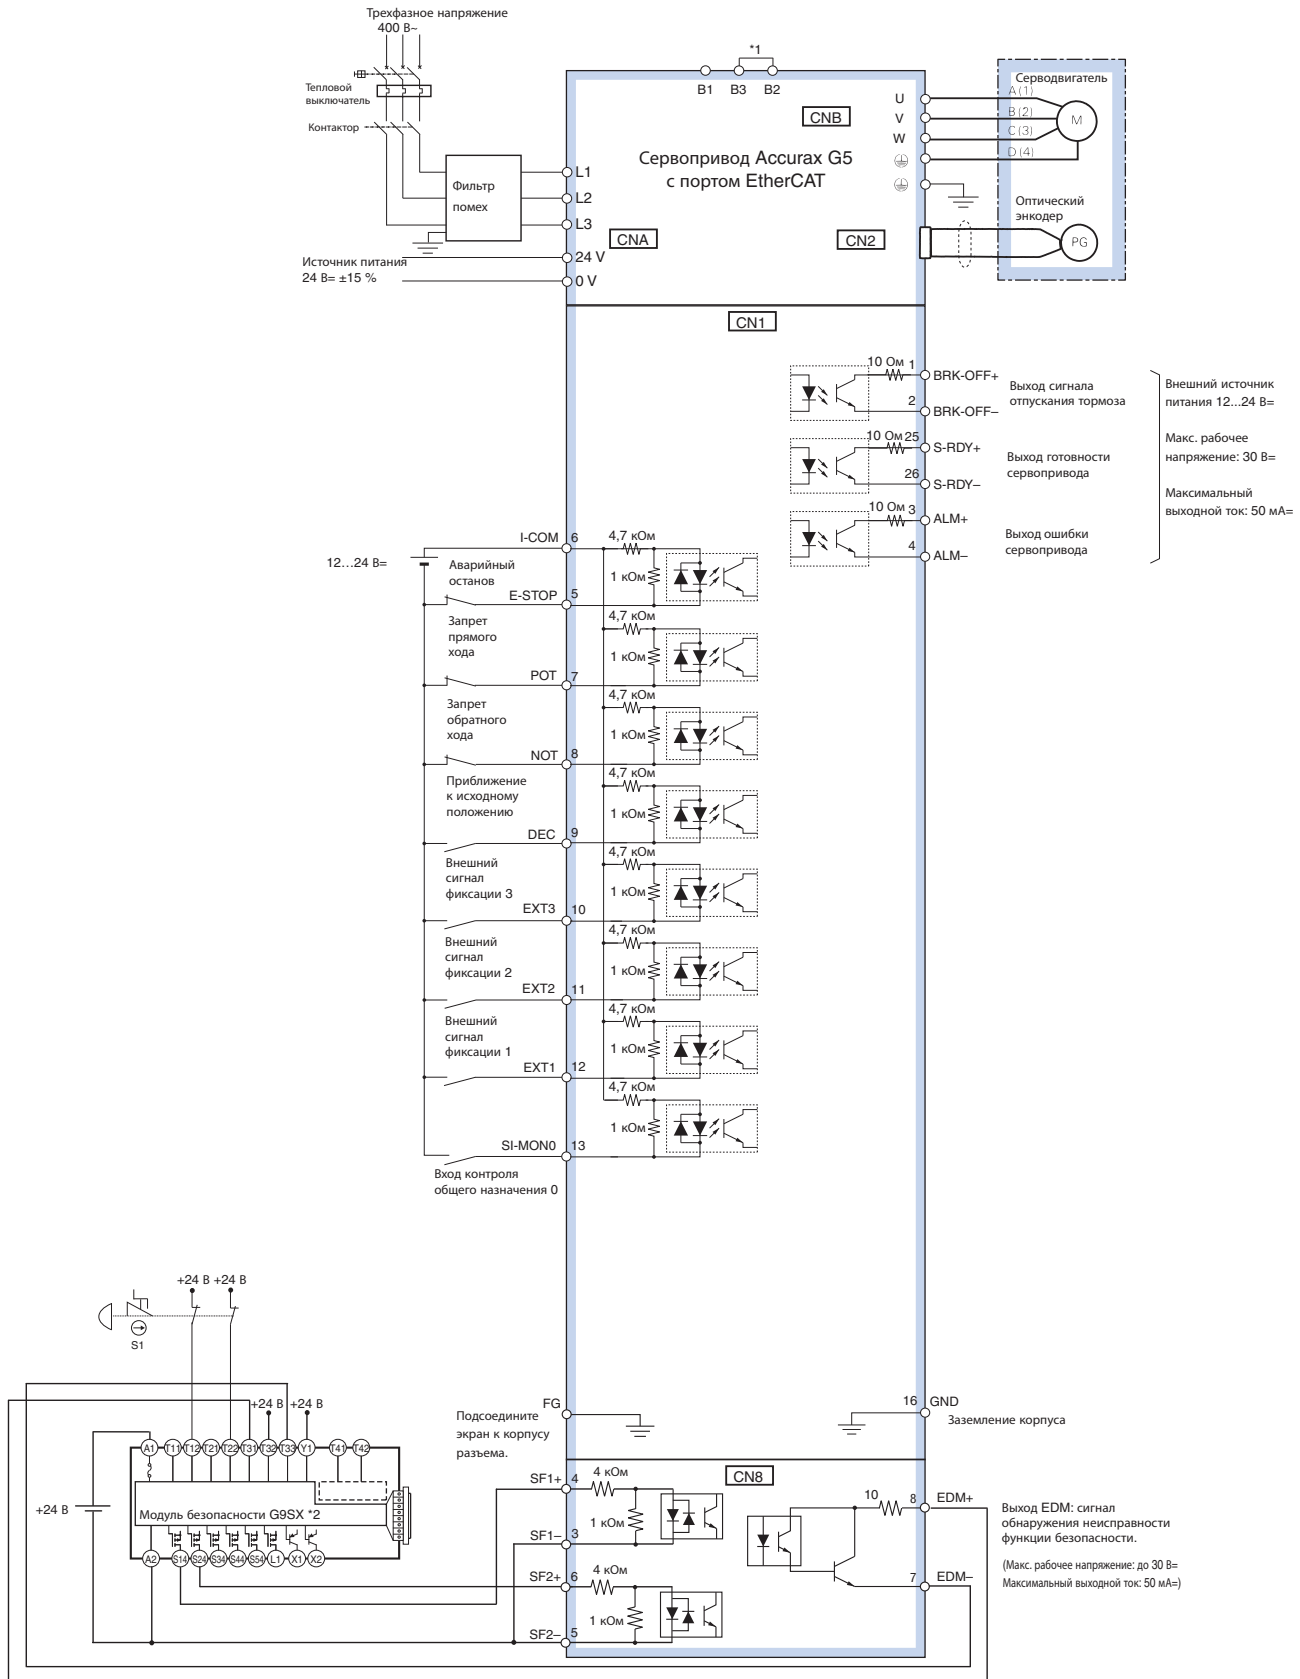 Трехфазное напряжение
400 В~
Тепловой
выключатель
Контактор
Фильтр
помех
L1
L2
L3
Источник питания
24 В= ±15 %
24 V
0 V
*1
B1
B3
B2
CNB
Сервопривод Accurax G5
с портом EtherCAT
CNA
CN2
U
V
W
Серводвигатель
A (1)
B (2)
C (3)
D (4)
M
Оптический
энкодер
PG
CN1
10 Ом
1
BRK-OFF+
2
BRK-OFF–
Выход сигнала
отпускания тормоза
10 Ом
25
S-RDY+
26
S-RDY–
Выход готовности
сервопривода
10 Ом
3
ALM+
4
ALM–
Выход ошибки
сервопривода
Внешний источник
питания 12...24 В=
Макс. рабочее
напряжение: 30 В=
Максимальный
выходной ток: 50 мА=
12...24 В=
I-COM
6
4,7 кОм
1 кОм
Аварийный
останов
E-STOP
5
4,7 кОм
1 кОм
Запрет
прямого
хода
POT
7
4,7 кОм
1 кОм
Запрет
обратного
хода
NOT
8
4,7 кОм
1 кОм
Приближение
к исходному
положению
DEC
9
4,7 кОм
1 кОм
Внешний
сигнал
фиксации 3
EXT3
10
4,7 кОм
1 кОм
Внешний
сигнал
фиксации 2
EXT2
11
4,7 кОм
1 кОм
Внешний
сигнал
фиксации 1
EXT1
12
4,7 кОм
1 кОм
SI-MON0
13
Вход контроля
общего назначения 0
+24 В
+24 В
S1
+24 В
+24 В
A1
T11
T12
T21
T22
T31
T32
T33
Y1
T41
T42
+24 В
Модуль безопасности G9SX *2
A2
S14
S24
S34
S44
S54
L1
X1
X2
FG
Подсоедините
экран к корпусу
разъема.
16
GND
Заземление корпуса
CN8
SF1+
4
4 кОм
1 кОм
SF1–
3
SF2+
6
4 кОм
1 кОм
SF2–
5
10
8
EDM+
7
EDM–
Выход EDM: сигнал
обнаружения неисправности
функции безопасности.
(Макс. рабочее напряжение: до 30 В=
Максимальный выходной ток: 50 мА=)